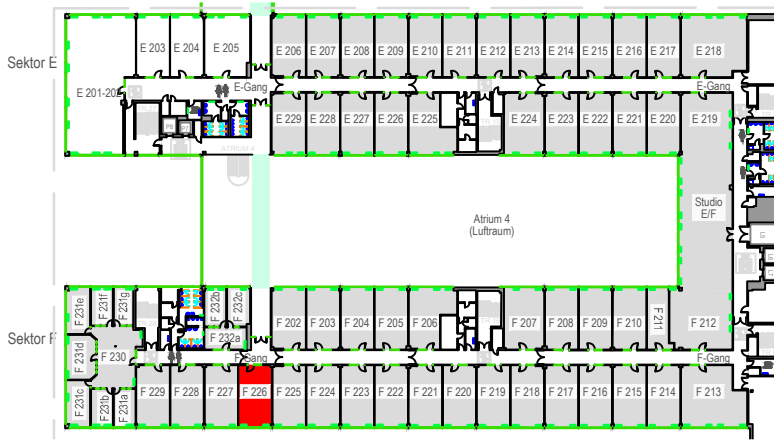 E 203
E 204
E 205
E 206
E 207
E 208
E 209
E 210
E 211
E 212
E 213
E 214
E 215
E 216
E 217
E 218
Sektor E
E 201-202
E-Gang
E-Gang
E 229
E 228
E 227
E 226
E 225
E 224
E 223
E 222
E 221
E 220
E 219
ATRIUM 4
Studio
E/F
Atrium 4
(Luftraum)
F 231e
F 231f
F 231g
F 232b
F 232c
F 202
F 203
F 204
F 205
F 206
F 207
F 208
F 209
F 210
F 211
F 212
Sektor F
F 231d
F 230
F 232a
F-Gang
F-Gang
F 231c
F 231b
F 231a
F 229
F 228
F 227
F 226
F 225
F 224
F 223
F 222
F 221
F 220
F 219
F 218
F 217
F 216
F 215
F 214
F 213